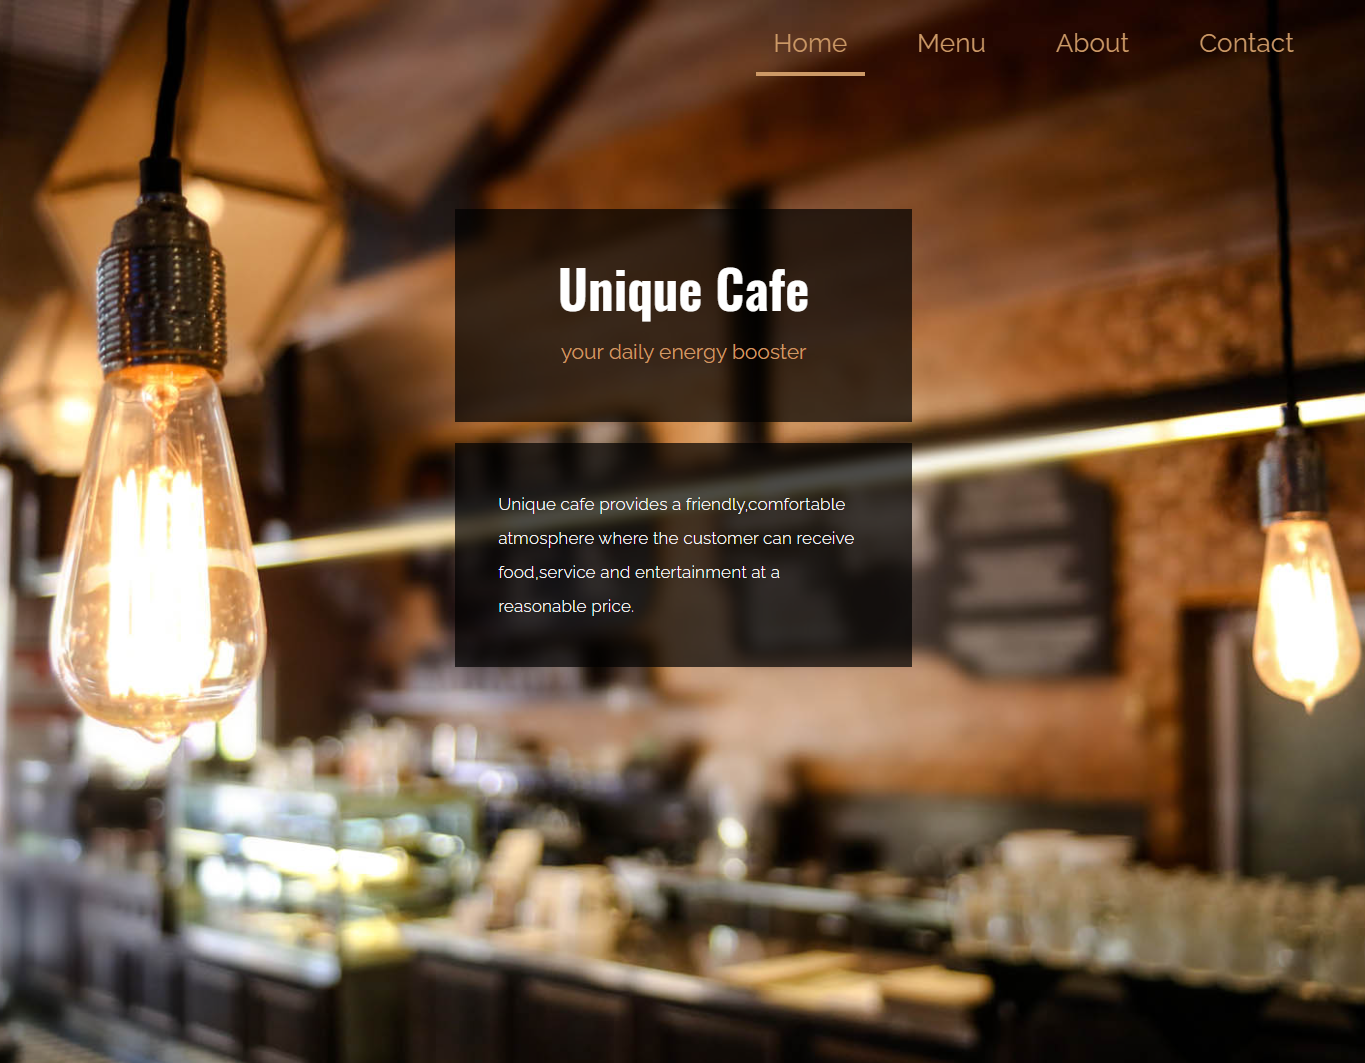 Home Menu About Contact
Unique Cafe
your daily energy booster
Unique cafe provides a friendly,comfortable
atmosphere where the customer can receive
food,service and entertainment at a
reasonable price.